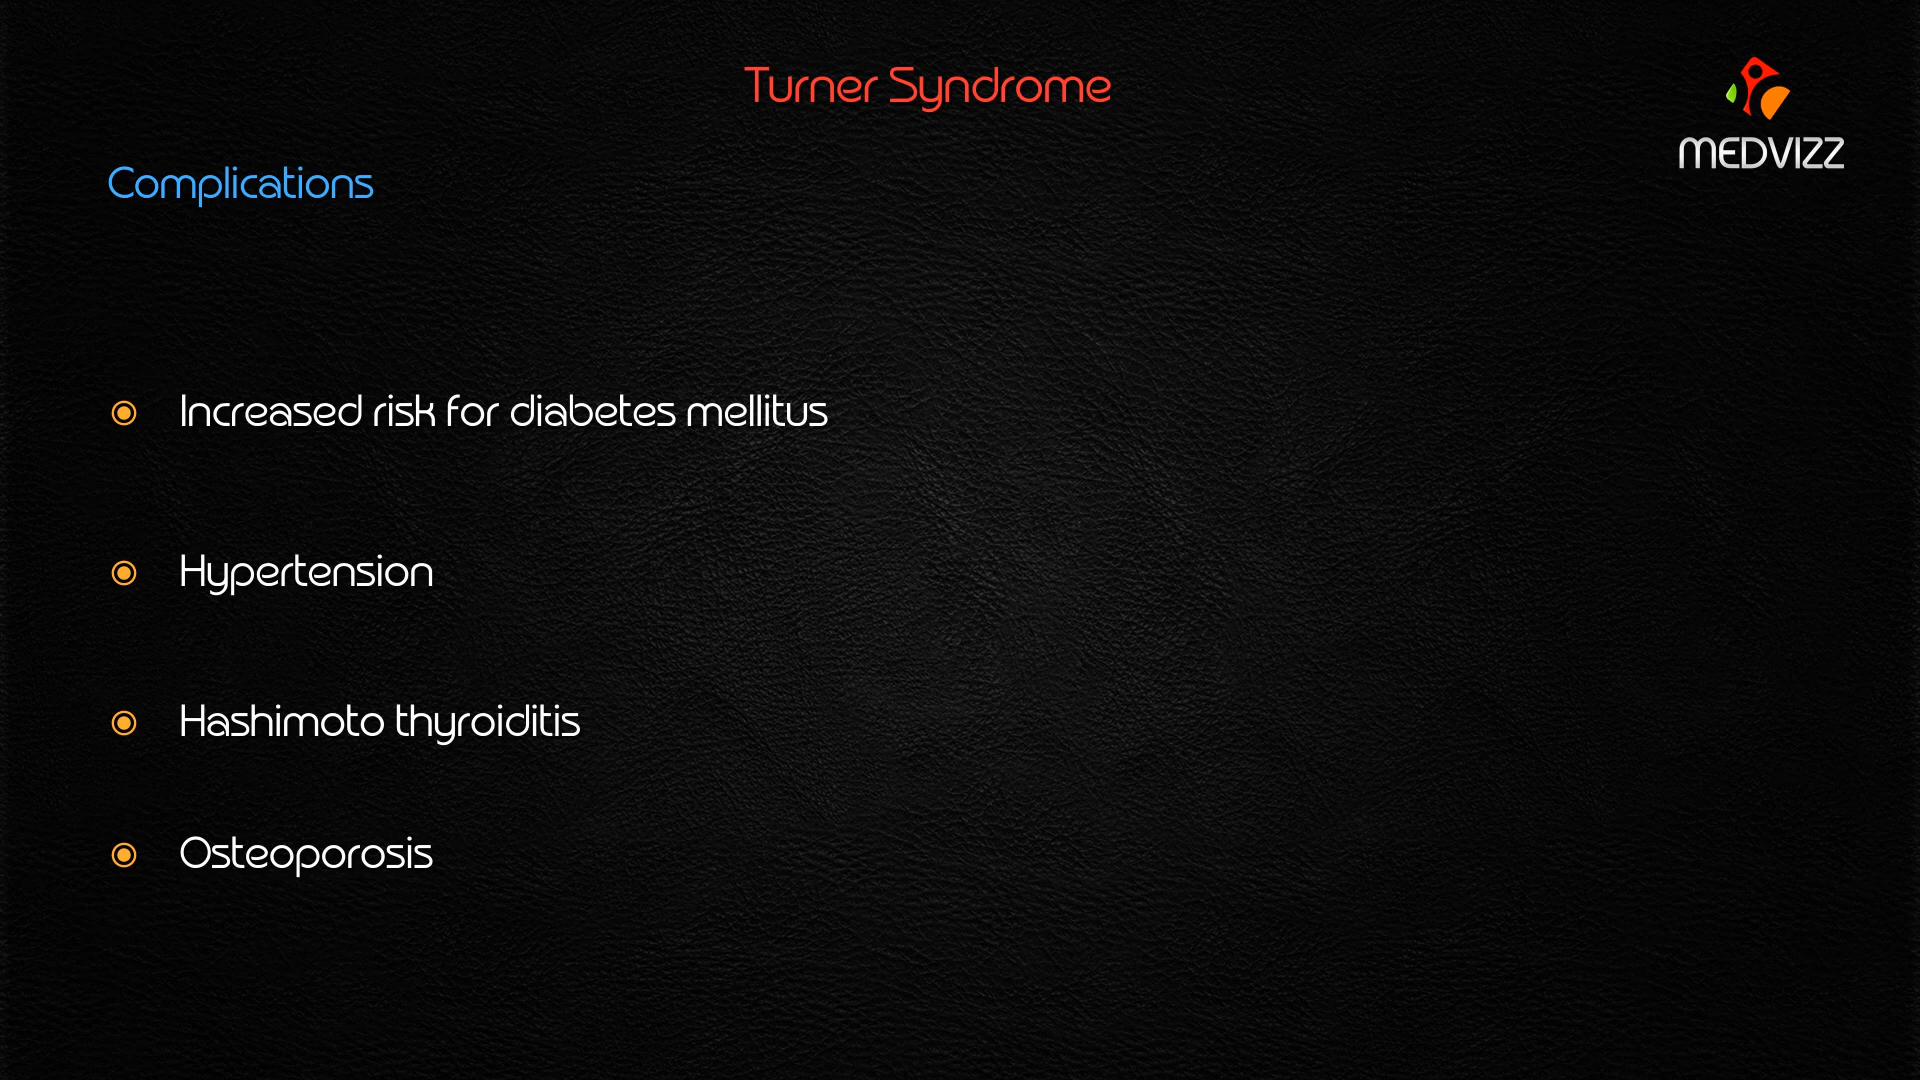 Turner Syndrome
MEDVIZZ
Complications
Increased risk for diabetes mellitus
Hypertension
Hashimoto thyroiditis
Osteoporosis